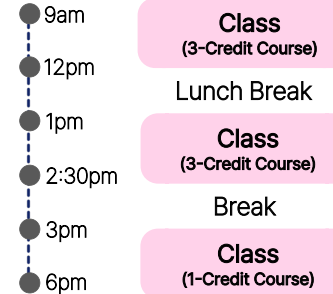 9am
Class
(3-Credit Course)
12pm
Lunch Break
1pm
Class
(3-Credit Course)
2:30pm
Break
3pm
Class
(1-Credit Course)
6pm